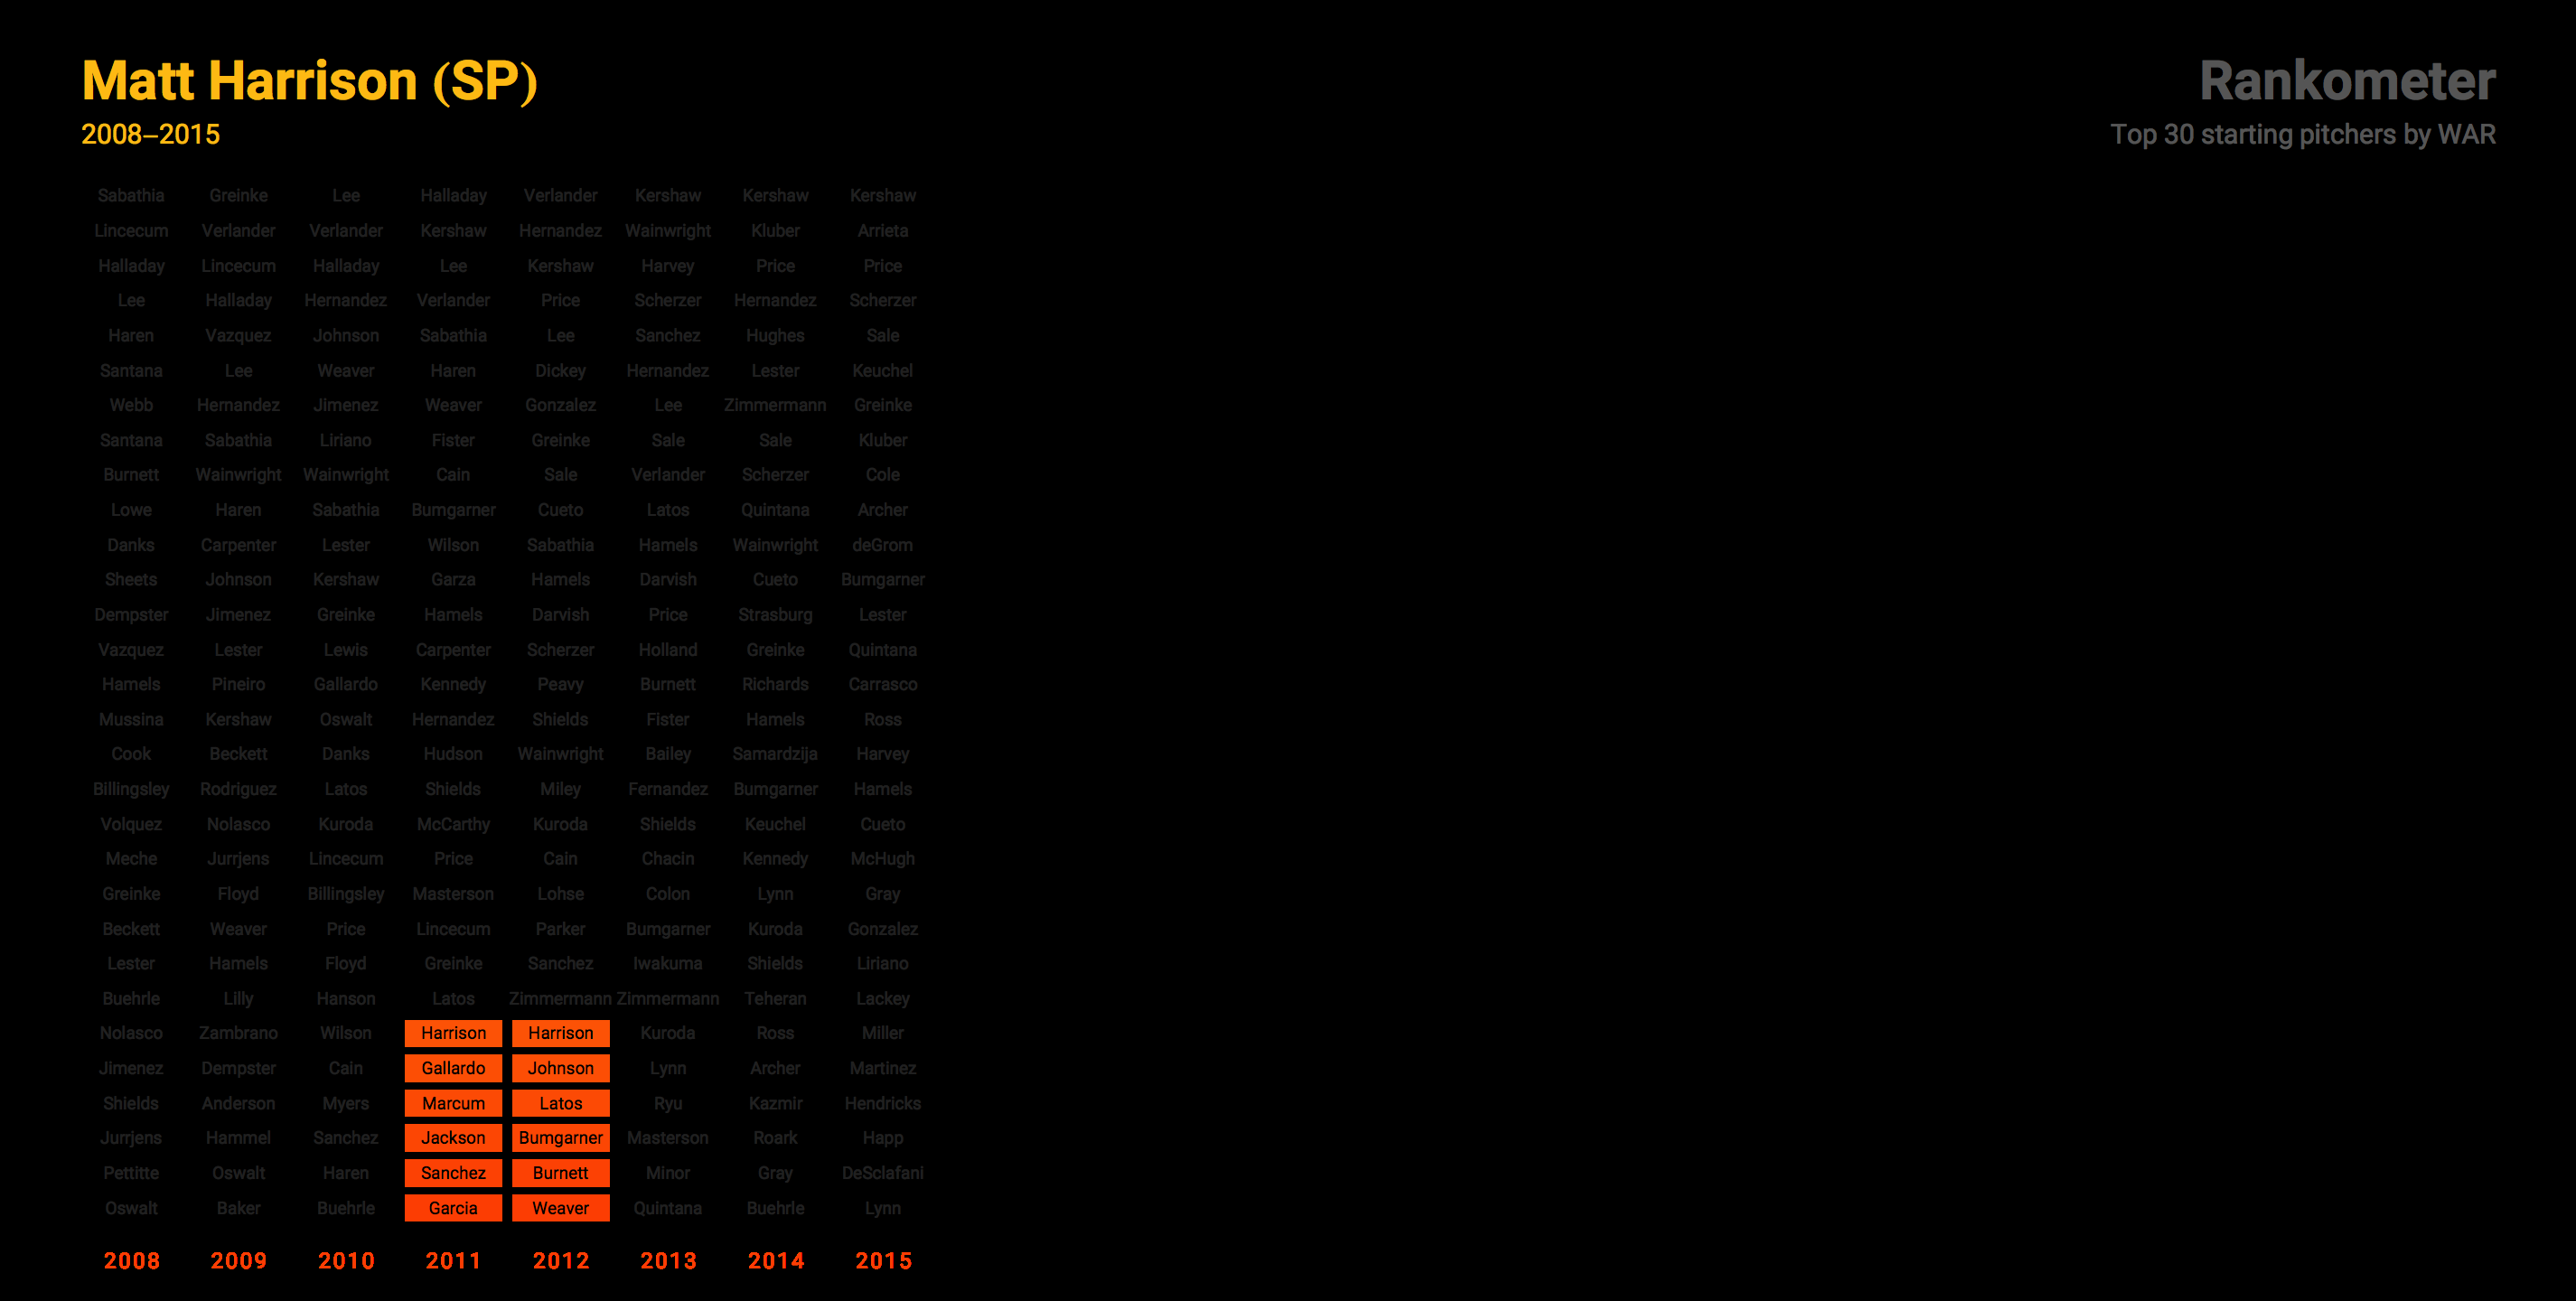 Matt Harrison (SP)
2008–2015
Rankometer
Top 30 starting pitchers by WAR
Sabathia Greinke Lee Halladay Verlander Kershaw Kershaw Kershaw
Lincecum Verlander Verlander Kershaw Hernandez Wainwright Kluber Arrieta
Halladay Lincecum Halladay Lee Kershaw Harvey Price Price
Lee Halladay Hernandez Verlander Price Scherzer Hernandez Scherzer
Haren Vazquez Johnson Sabathia Lee Sanchez Hughes Sale
Santana Lee Weaver Haren Dickey Hernandez Lester Keuchel
Webb Hernandez Jimenez Weaver Gonzalez Lee Zimmermann Greinke
Santana Sabathia Liriano Fister Greinke Sale Sale Kluber
Burnett Wainwright Wainwright Cain Sale Verlander Scherzer Cole
Lowe Haren Sabathia Bumgarner Cueto Latos Quintana Archer
Danks Carpenter Lester Wilson Sabathia Hamels Wainwright deGrom
Sheets Johnson Kershaw Garza Hamels Darvish Cueto Bumgarner
Dempster Jimenez Greinke Hamels Darvish Price Strasburg Lester
Vazquez Lester Lewis Carpenter Scherzer Holland Greinke Quintana
Hamels Pineiro Gallardo Kennedy Peavy Burnett Richards Carrasco
Mussina Kershaw Oswalt Hernandez Shields Fister Hamels Ross
Cook Beckett Danks Hudson Wainwright Bailey Samardzija Harvey
Billingsley Rodriguez Latos Shields Miley Fernandez Bumgarner Hamels
Volquez Nolasco Kuroda McCarthy Kuroda Shields Keuchel Cueto
Meche Jurrjens Lincecum Price Cain Chacin Kennedy McHugh
Greinke Floyd Billingsley Masterson Lohse Colon Lynn Gray
Beckett Weaver Price Lincecum Parker Bumgarner Kuroda Gonzalez
Lester Hamels Floyd Greinke Sanchez Iwakuma Shields Liriano
Buehrle Lilly Hanson Latos Zimmermann Zimmermann Teheran Lackey
Nolasco Zambrano Wilson Harrison Harrison Kuroda Ross Miller
Jimenez Dempster Cain Gallardo Johnson Lynn Archer Martinez
Shields Anderson Myers Marcum Latos Ryu Kazmir Hendricks
Jurrjens Hammel Sanchez Jackson Bumgarner Masterson Roark Happ
Pettitte Oswalt Haren Sanchez Burnett Minor Gray DeSclafani
Oswalt Baker Buehrle Garcia Weaver Quintana Buehrle Lynn
2008 2009 2010 2011 2012 2013 2014 2015